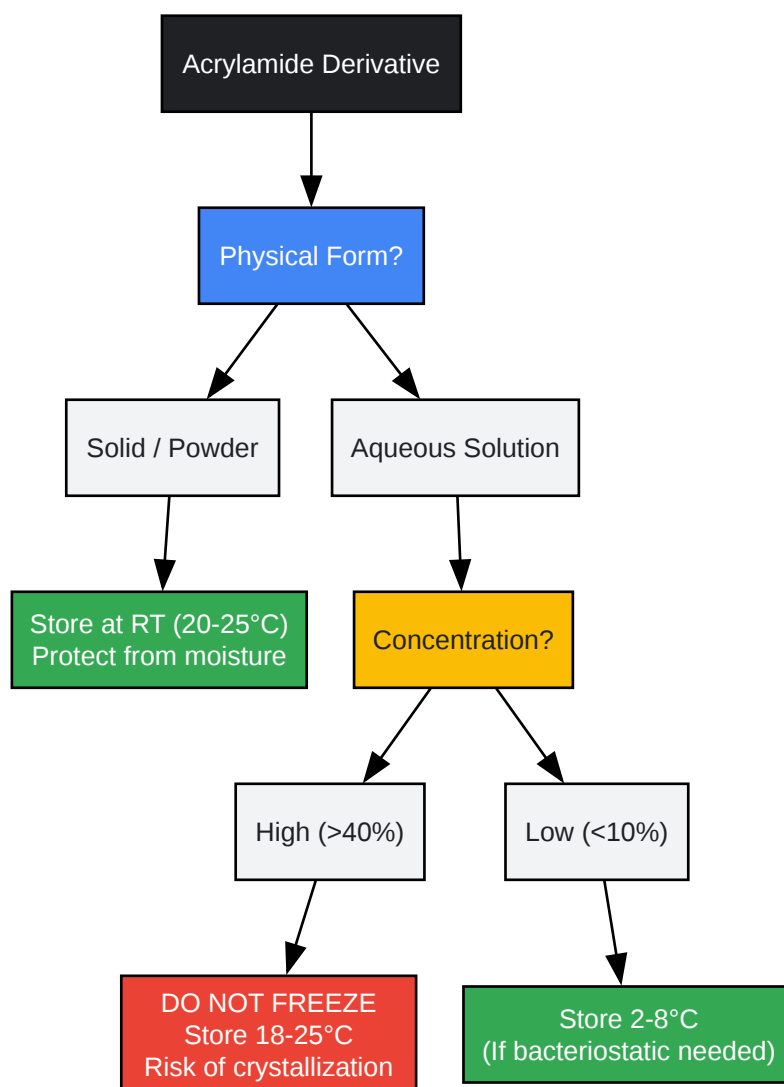 Acrylamide Derivative
Physical Form?
Solid / Powder
Aqueous Solution
Store at RT (20-25°C)
Protect from moisture
Concentration?
High (>40%)
Low (<10%)
DO NOT FREEZE
Store 18-25°C
Risk of crystallization
Store 2-8°C
(If bacteriostatic needed)